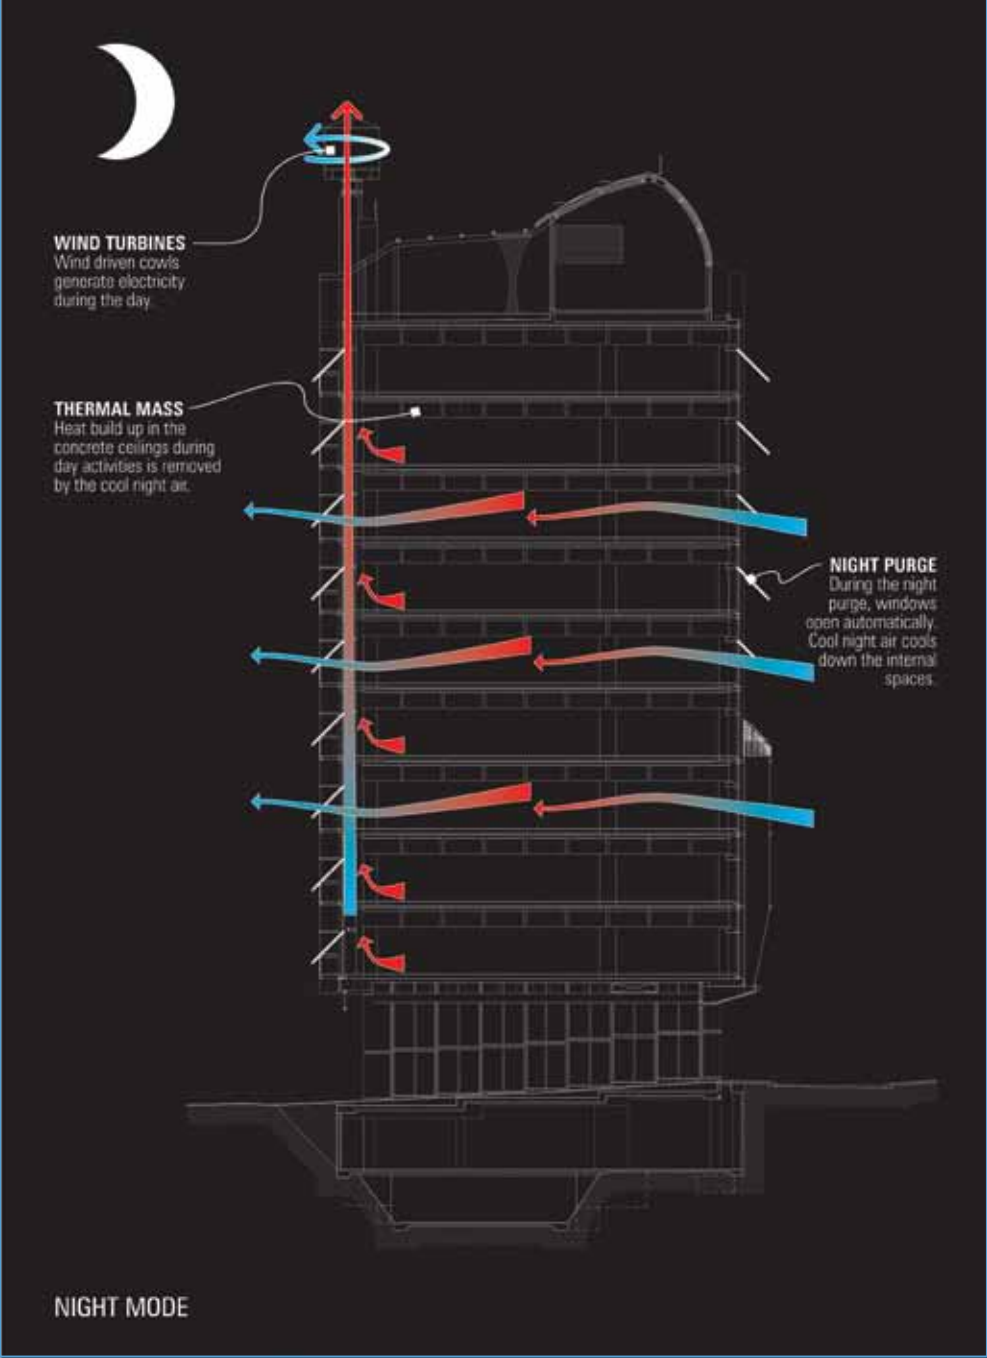 WIND TURBINES
Wind driven cowls
generate electricity
during the day.
THERMAL MASS
Heat build up in the
concrete ceilings during
day activities is removed
by the cool night air.
NIGHT PURGE
During the night
purge, windows
open automatically.
Cool night air cools
down the internal
spaces.
NIGHT MODE